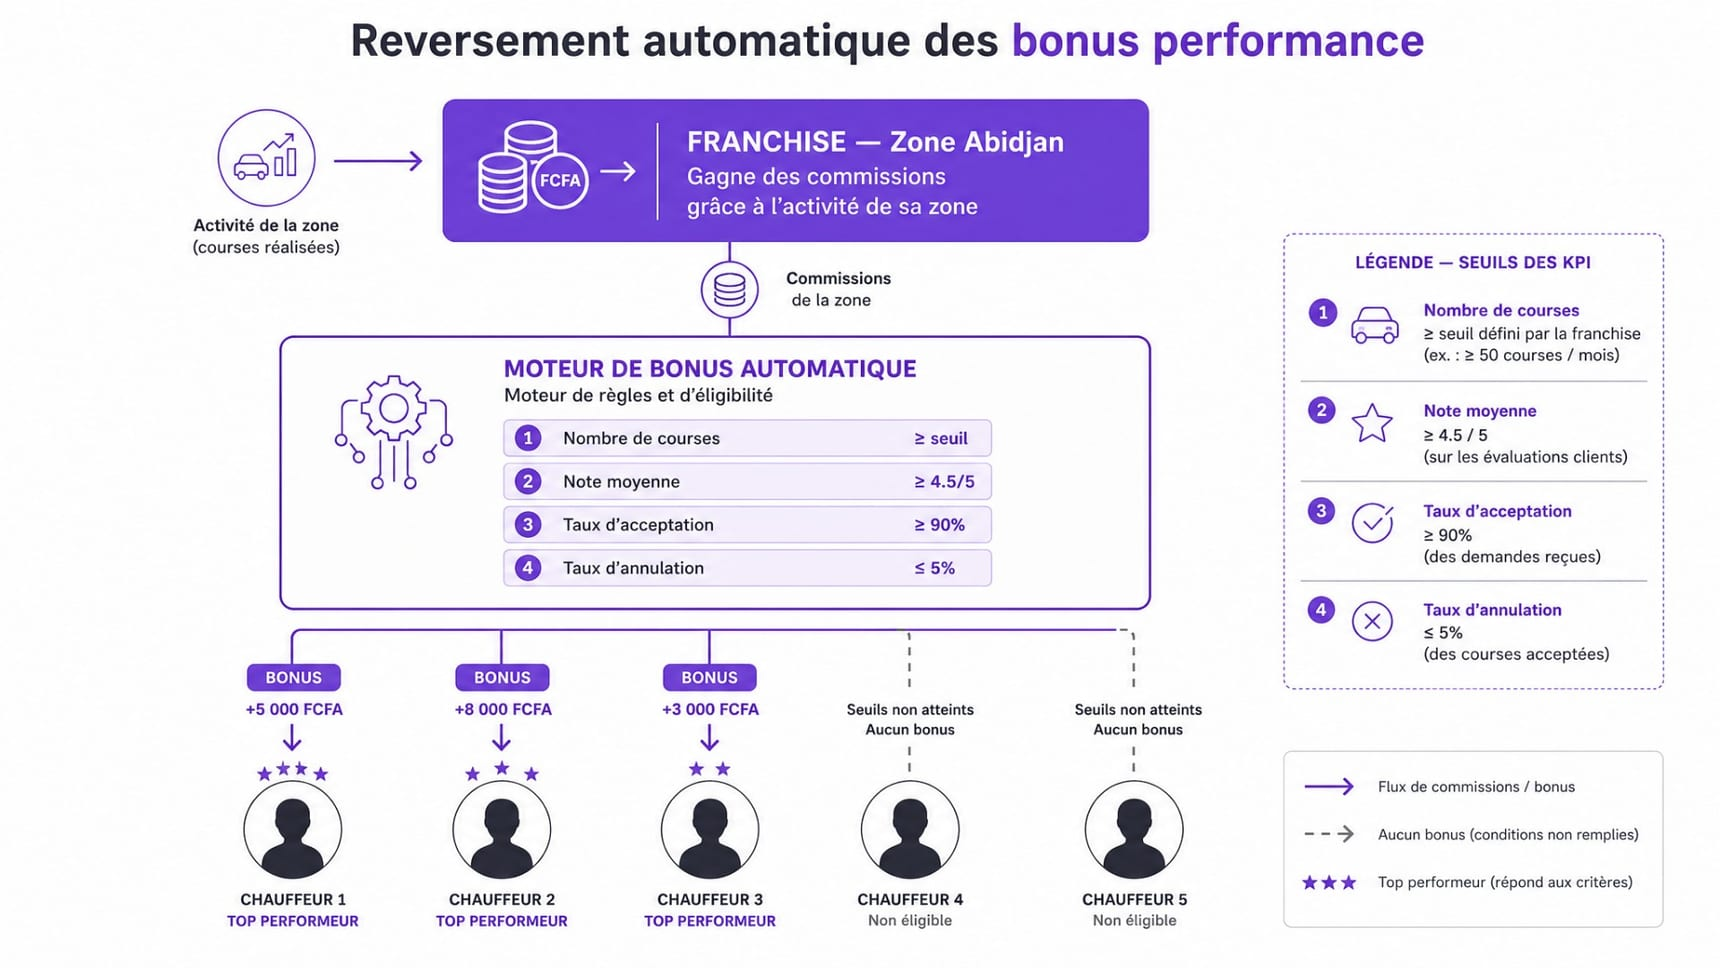 Reversement automatique des bonus performance
FCFA
FRANCHISE — Zone Abidjan
Gagne des commissions
grâce à l’activité de sa zone
Activité de la zone
(courses réalisées)
Commissions
de la zone
MOTEUR DE BONUS AUTOMATIQUE
Moteur de règles et d’éligibilité
1 Nombre de courses ≥ seuil
2 Note moyenne ≥ 4.5/5
3 Taux d’acceptation ≥ 90%
4 Taux d’annulation ≤ 5%
BONUS
+5 000 FCFA
CHAUFFEUR 1
TOP PERFORMEUR
BONUS
+8 000 FCFA
CHAUFFEUR 2
TOP PERFORMEUR
BONUS
+3 000 FCFA
CHAUFFEUR 3
TOP PERFORMEUR
Seuils non atteints
Aucun bonus
CHAUFFEUR 4
Non éligible
Seuils non atteints
Aucun bonus
CHAUFFEUR 5
Non éligible
LÉGENDE — SEUILS DES KPI
1 Nombre de courses
≥ seuil défini par la franchise
(ex. : ≥ 50 courses / mois)
2 Note moyenne
≥ 4.5 / 5
(sur les évaluations clients)
3 Taux d’acceptation
≥ 90%
(des demandes reçues)
4 Taux d’annulation
≤ 5%
(des courses acceptées)
Flux de commissions / bonus
Aucun bonus (conditions non remplies)
Top performeur (répond aux critères)